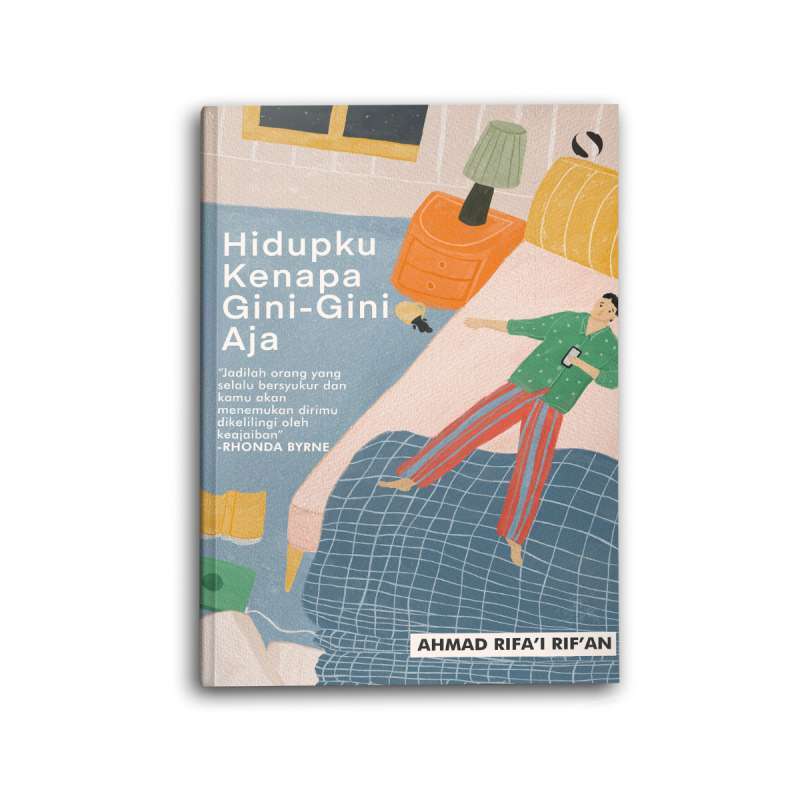 Hidupku
Kenapa
Gini-Gini
Aja
"Jadilah orang yang
selalu bersyukur dan
kamu akan
menemukan dirimu
dikelilingi oleh
keajaiban"
-RHONDA BYRNE
AHMAD RIFA'I RIF'AN